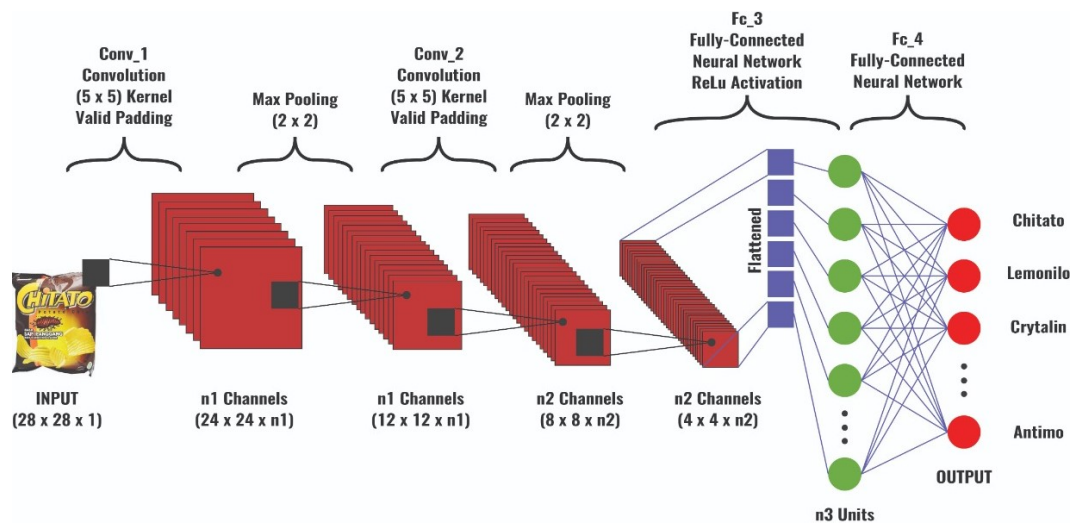 Conv_1
Convolution
(5 x 5) Kernel
Valid Padding
Max Pooling
(2 x 2)
Conv_2
Convolution
(5 x 5) Kernel
Valid Padding
Max Pooling
(2 x 2)
Fc_3
Fully-Connected
Neural Network
ReLu Activation
Fc_4
Fully-Connected
Neural Network
CHITATO
SAPI PANGGANG
Flattened
Chitato
Lemonilo
Crytalin
Antimo
INPUT
(28 x 28 x 1)
n1 Channels
(24 x 24 x n1)
n1 Channels
(12 x 12 x n1)
n2 Channels
(8 x 8 x n2)
n2 Channels
(4 x 4 x n2)
OUTPUT
n3 Units